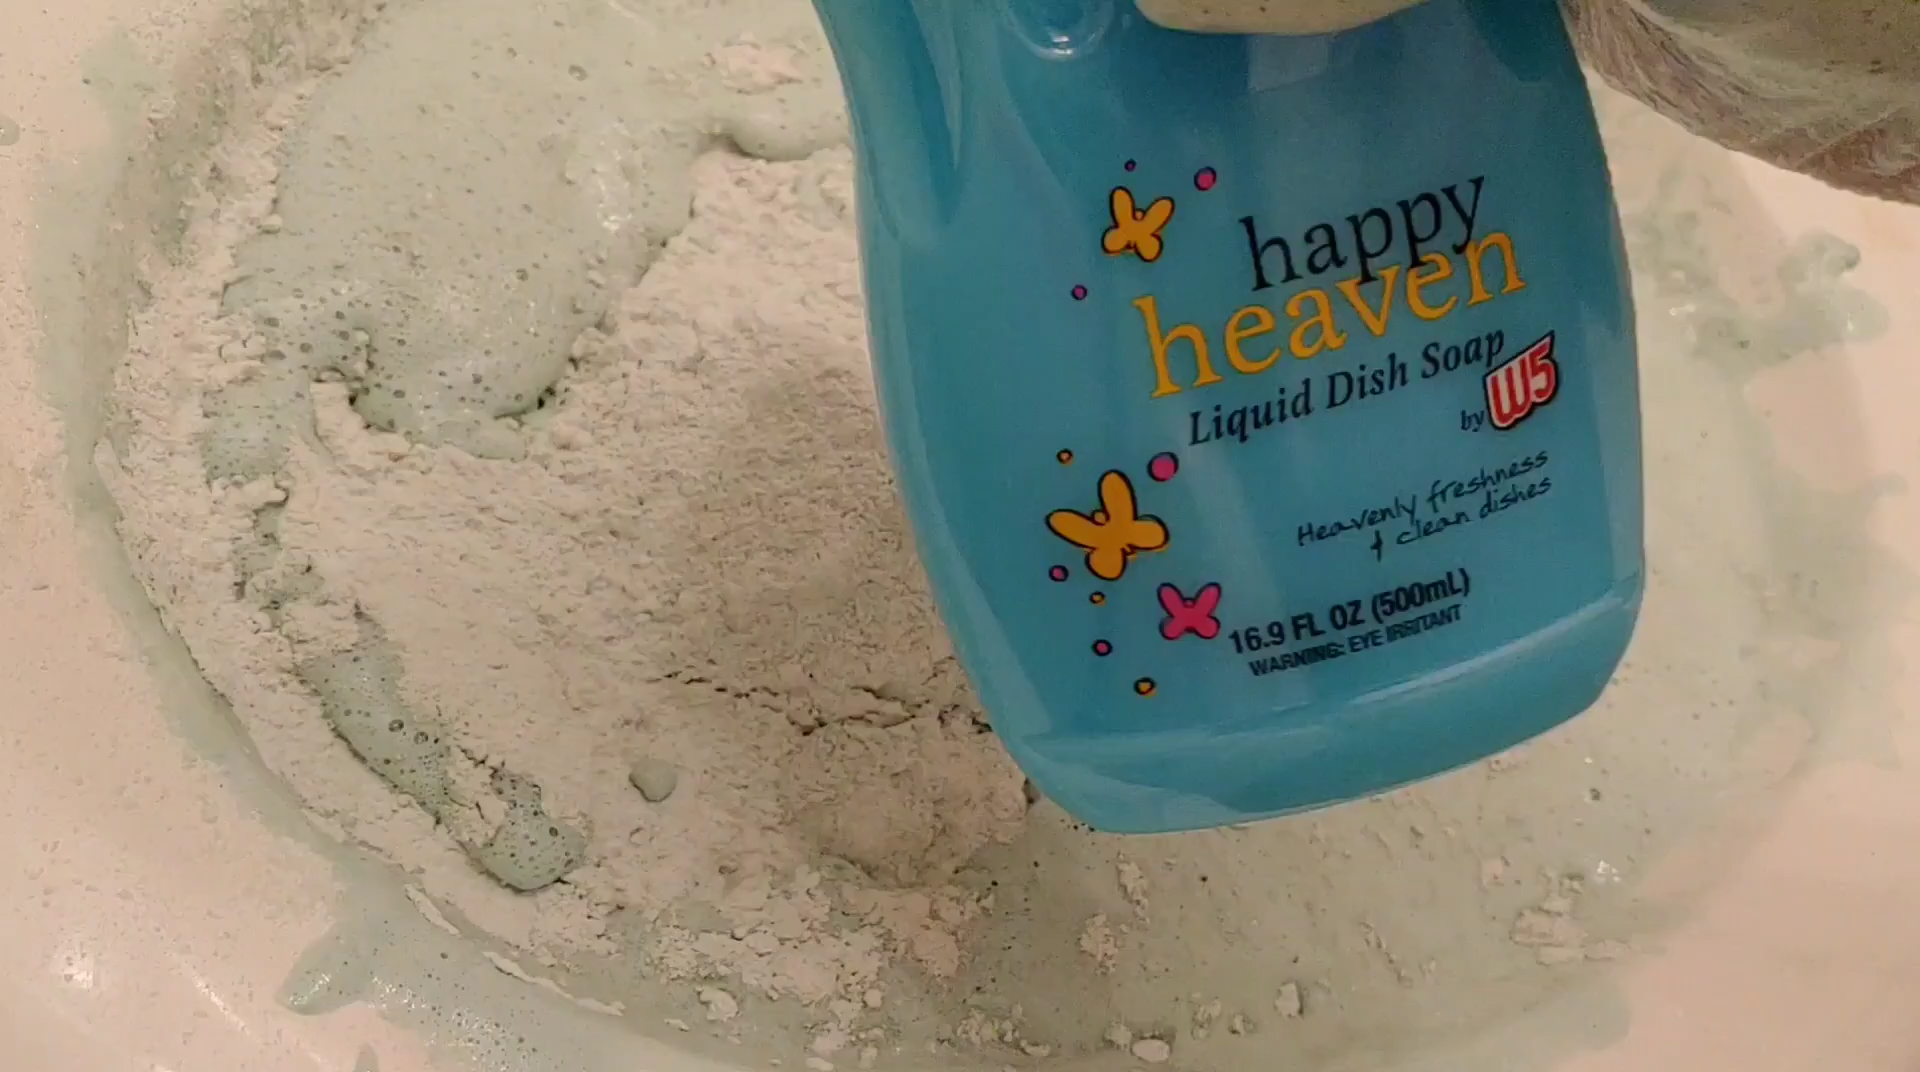 happy
heaven
Liquid Dish Soap
by W5
Heavenly freshness
& clean dishes
16.9 FL OZ (500mL)
WARNING: EYE IRRITANT